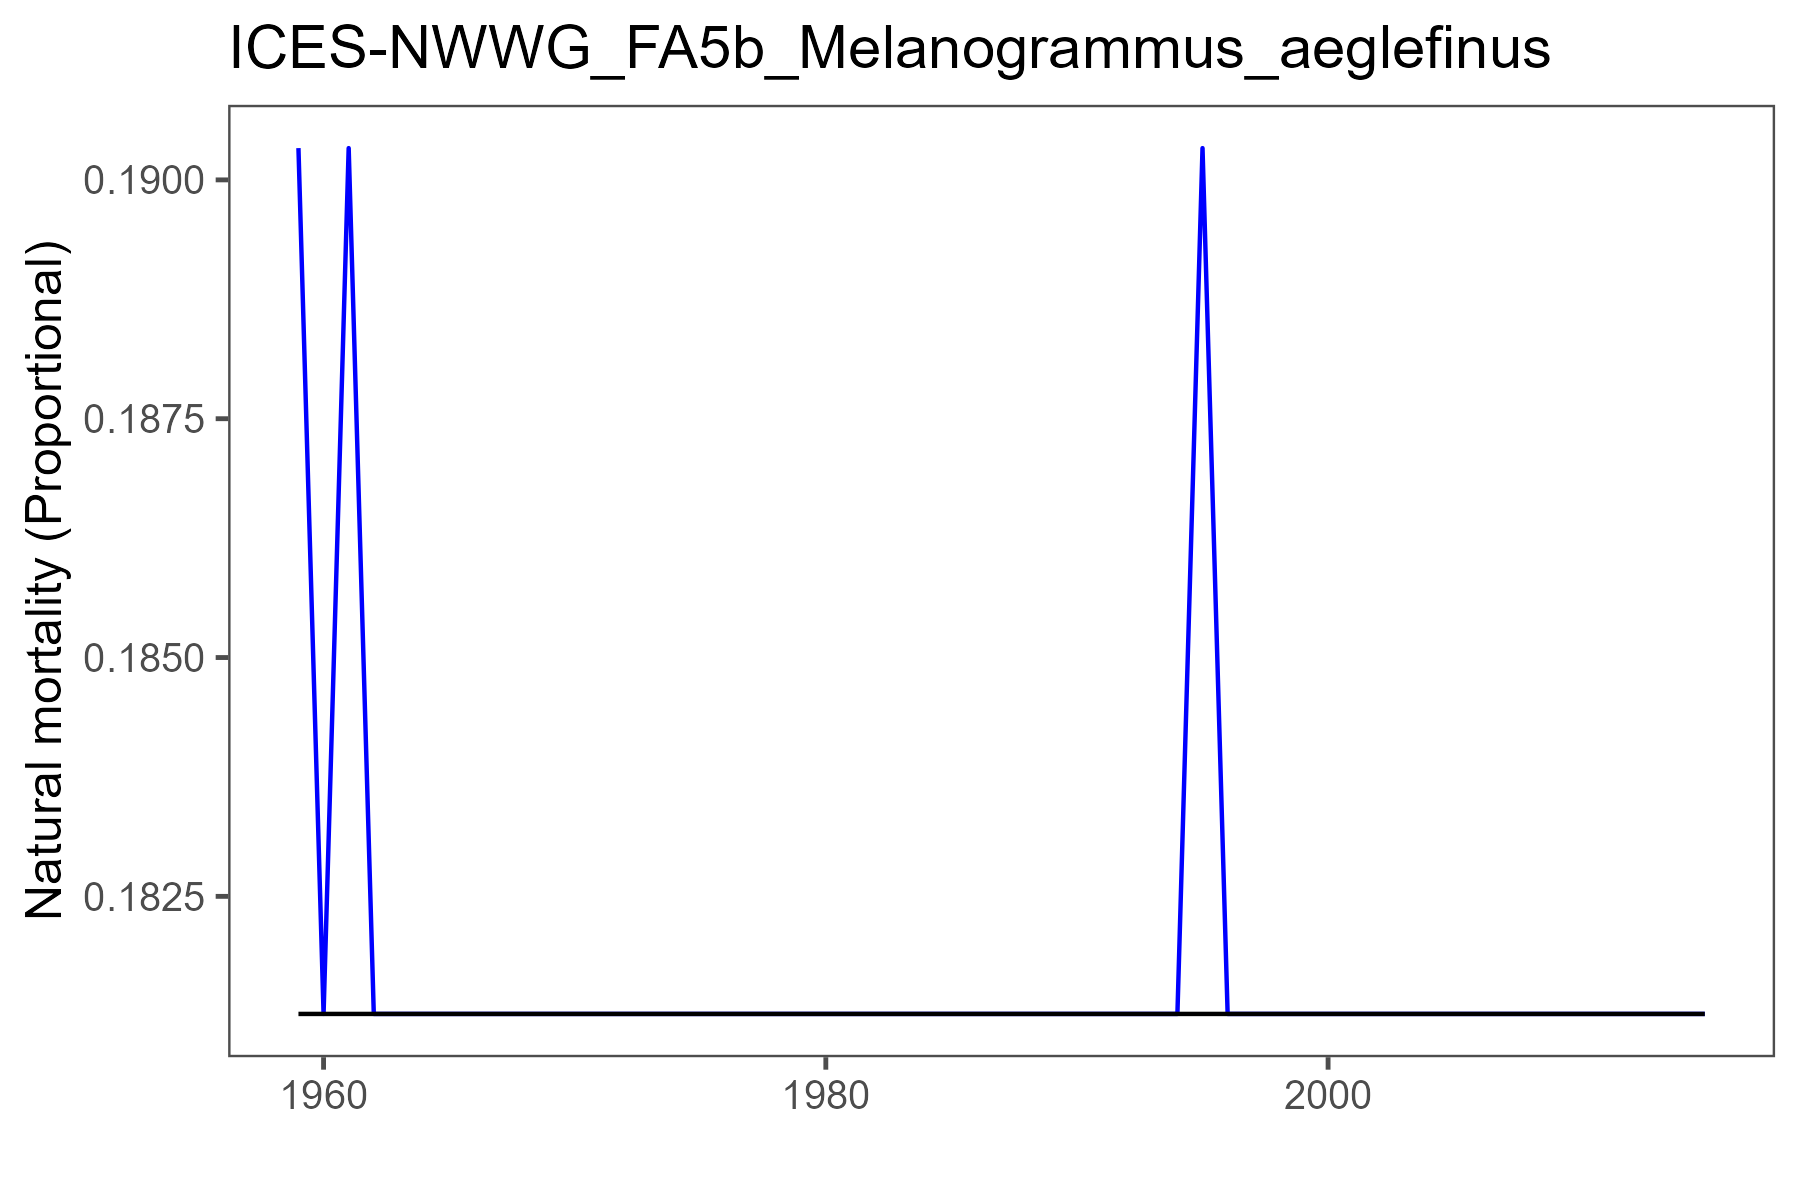 ICES-NWWG_FA5b_Melanogrammus_aeglefinus
Natural mortality (Proportional)
0.1900
0.1875
0.1850
0.1825
1960 1980 2000